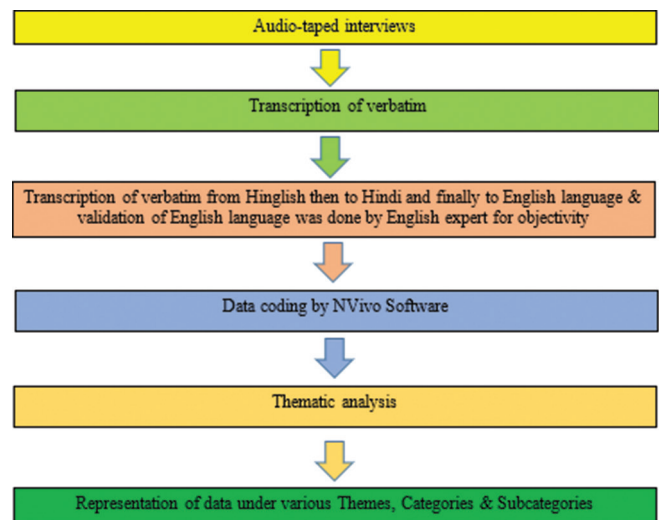 Audio-taped interviews
Transcription of verbatim
Transcription of verbatim from Hinglish then to Hindi and finally to English language &
validation of English language was done by English expert for objectivity
Data coding by NVivo Software
Thematic analysis
Representation of data under various Themes, Categories & Subcategories